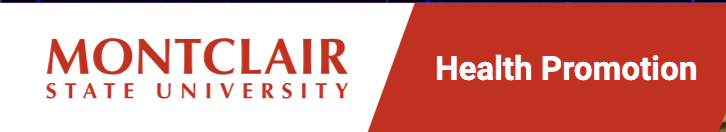 MONTCLAIR
STATE UNIVERSITY
Health Promotion